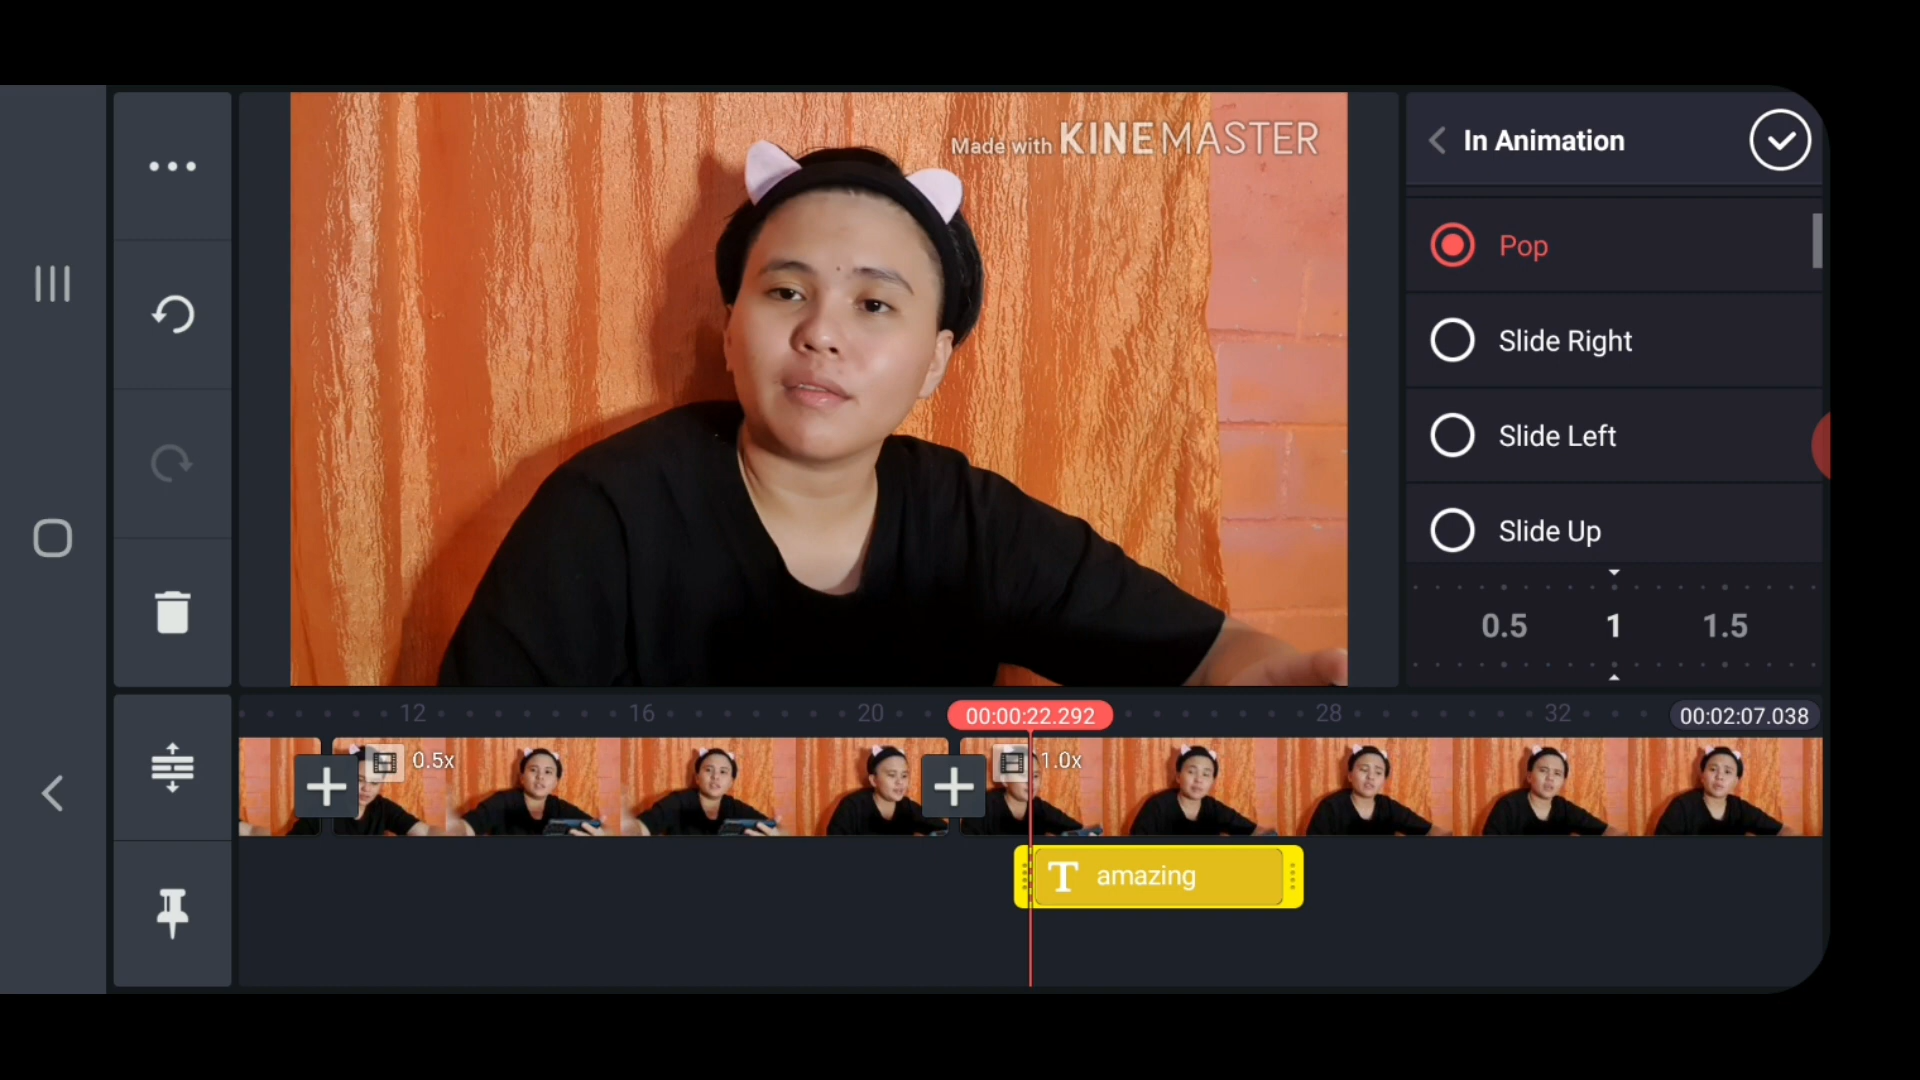 Made with KINEMASTER
In Animation
Pop
Slide Right
Slide Left
Slide Up
0.5 1 1.5
12 16 20 00:00:22.292 28 32 00:02:07.038
0.5x 1.0x
T amazing